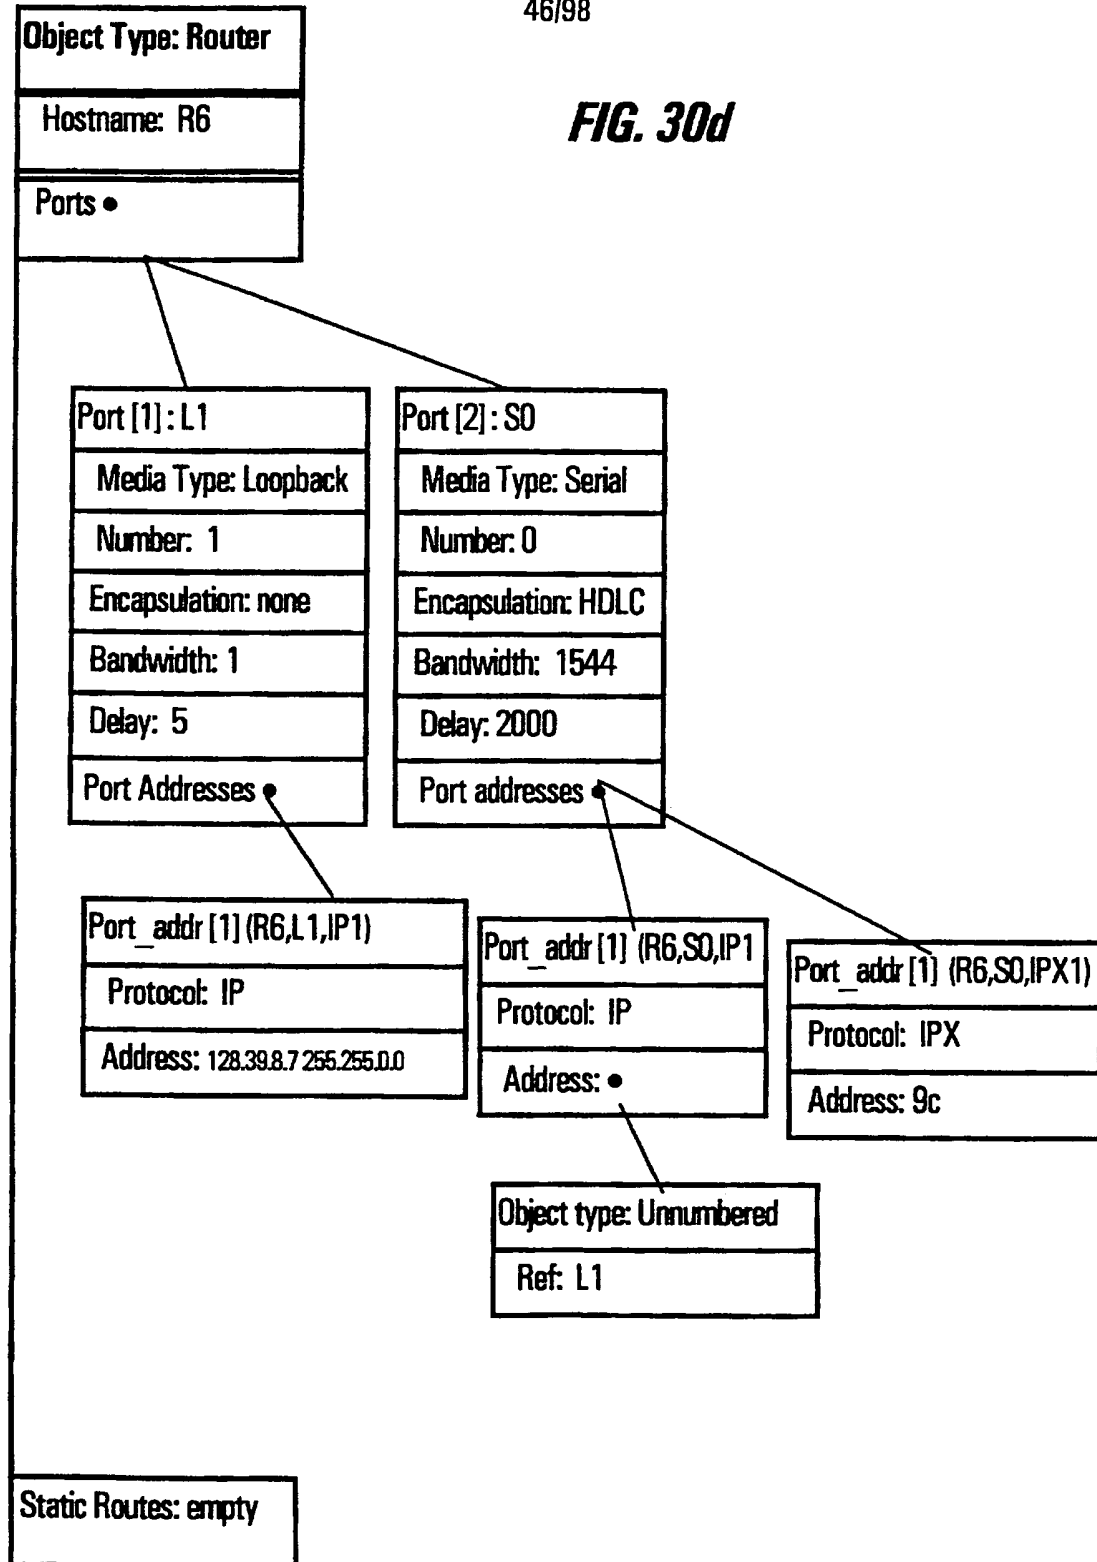 46/98
Object Type: Router
Hostname: R6
FIG. 30d
Ports •
Port [1] : L1
Media Type: Loopback
Number: 1
Encapsulation: none
Bandwidth: 1
Delay: 5
Port Addresses •
Port [2] : S0
Media Type: Serial
Number: 0
Encapsulation: HDLC
Bandwidth: 1544
Delay: 2000
Port addresses •
Port_addr [1] (R6,L1,IP1)
Protocol: IP
Address: 128.39.8.7 255.255.0.0
Port_addr [1] (R6,S0,IP1
Protocol: IP
Address: •
Port_addr [1] (R6,S0,IPX1)
Protocol: IPX
Address: 9c
Object type: Unnumbered
Ref: L1
Static Routes: empty